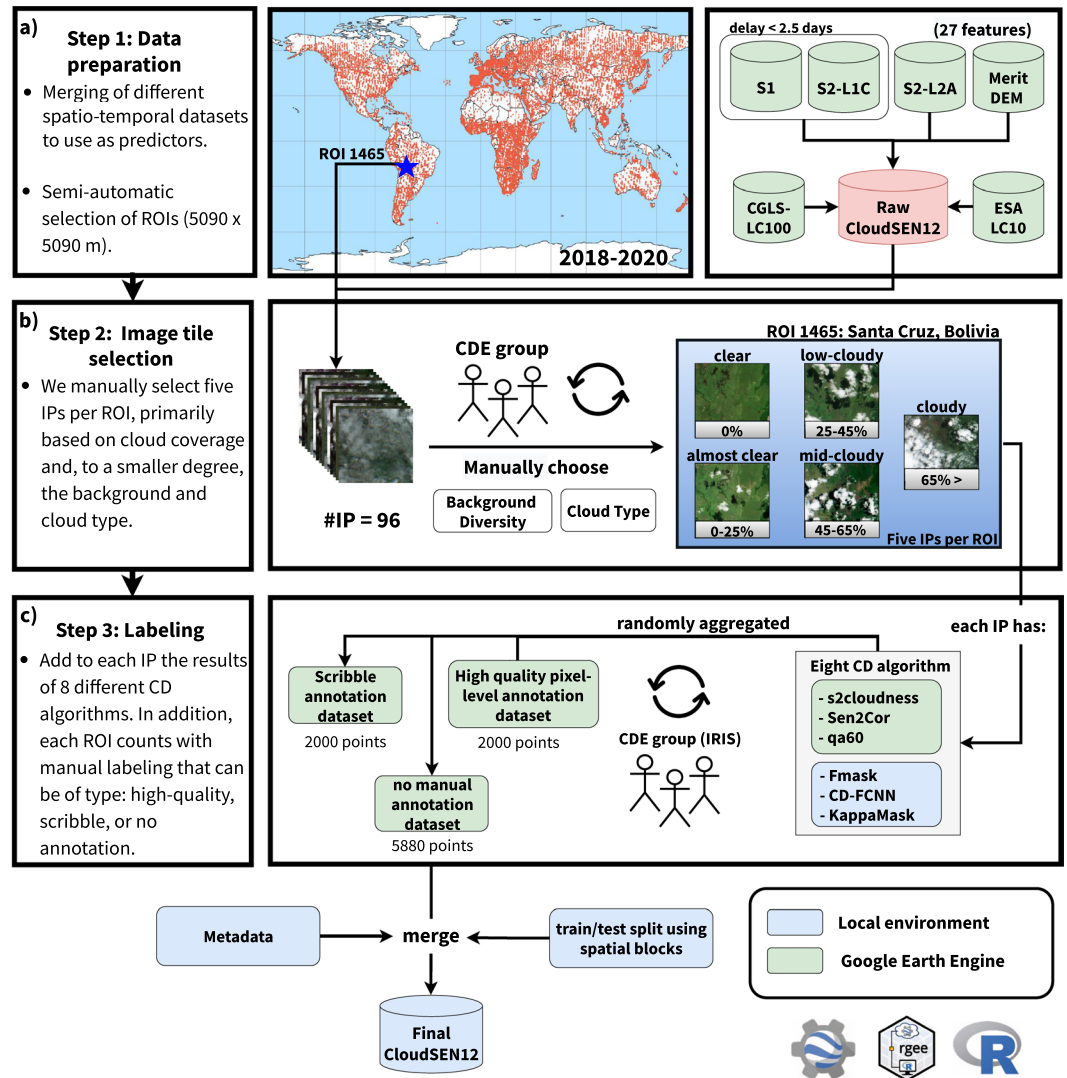 a)
Step 1: Data
preparation
• Merging of different
spatio-temporal datasets
to use as predictors.
• Semi-automatic
selection of ROIs (5090 x
5090 m).
ROI 1465
2018-2020
delay < 2.5 days
(27 features)
S1
S2-L1C
S2-L2A
Merit
DEM
CGLS-
LC100
Raw
CloudSEN12
ESA
LC10
b)
Step 2: Image tile
selection
• We manually select five
IPs per ROI, primarily
based on cloud coverage
and, to a smaller degree,
the background and
cloud type.
#IP = 96
CDE group
Manually choose
Background
Diversity
Cloud Type
ROI 1465: Santa Cruz, Bolivia
clear
0%
low-cloudy
25-45%
cloudy
65% >
almost clear
0-25%
mid-cloudy
45-65%
Five IPs per ROI
c)
Step 3: Labeling
• Add to each IP the results
of 8 different CD
algorithms. In addition,
each ROI counts with
manual labeling that can
be of type: high-quality,
scribble, or no
annotation.
randomly aggregated
each IP has:
Scribble
annotation
dataset
2000 points
High quality pixel-
level annotation
dataset
2000 points
no manual
annotation
dataset
5880 points
CDE group (IRIS)
Eight CD algorithm
- s2cloudness
- Sen2Cor
- qa60
- Fmask
- CD-FCNN
- KappaMask
Metadata
merge
train/test split using
spatial blocks
Final
CloudSEN12
Local environment
Google Earth Engine
rgee
R